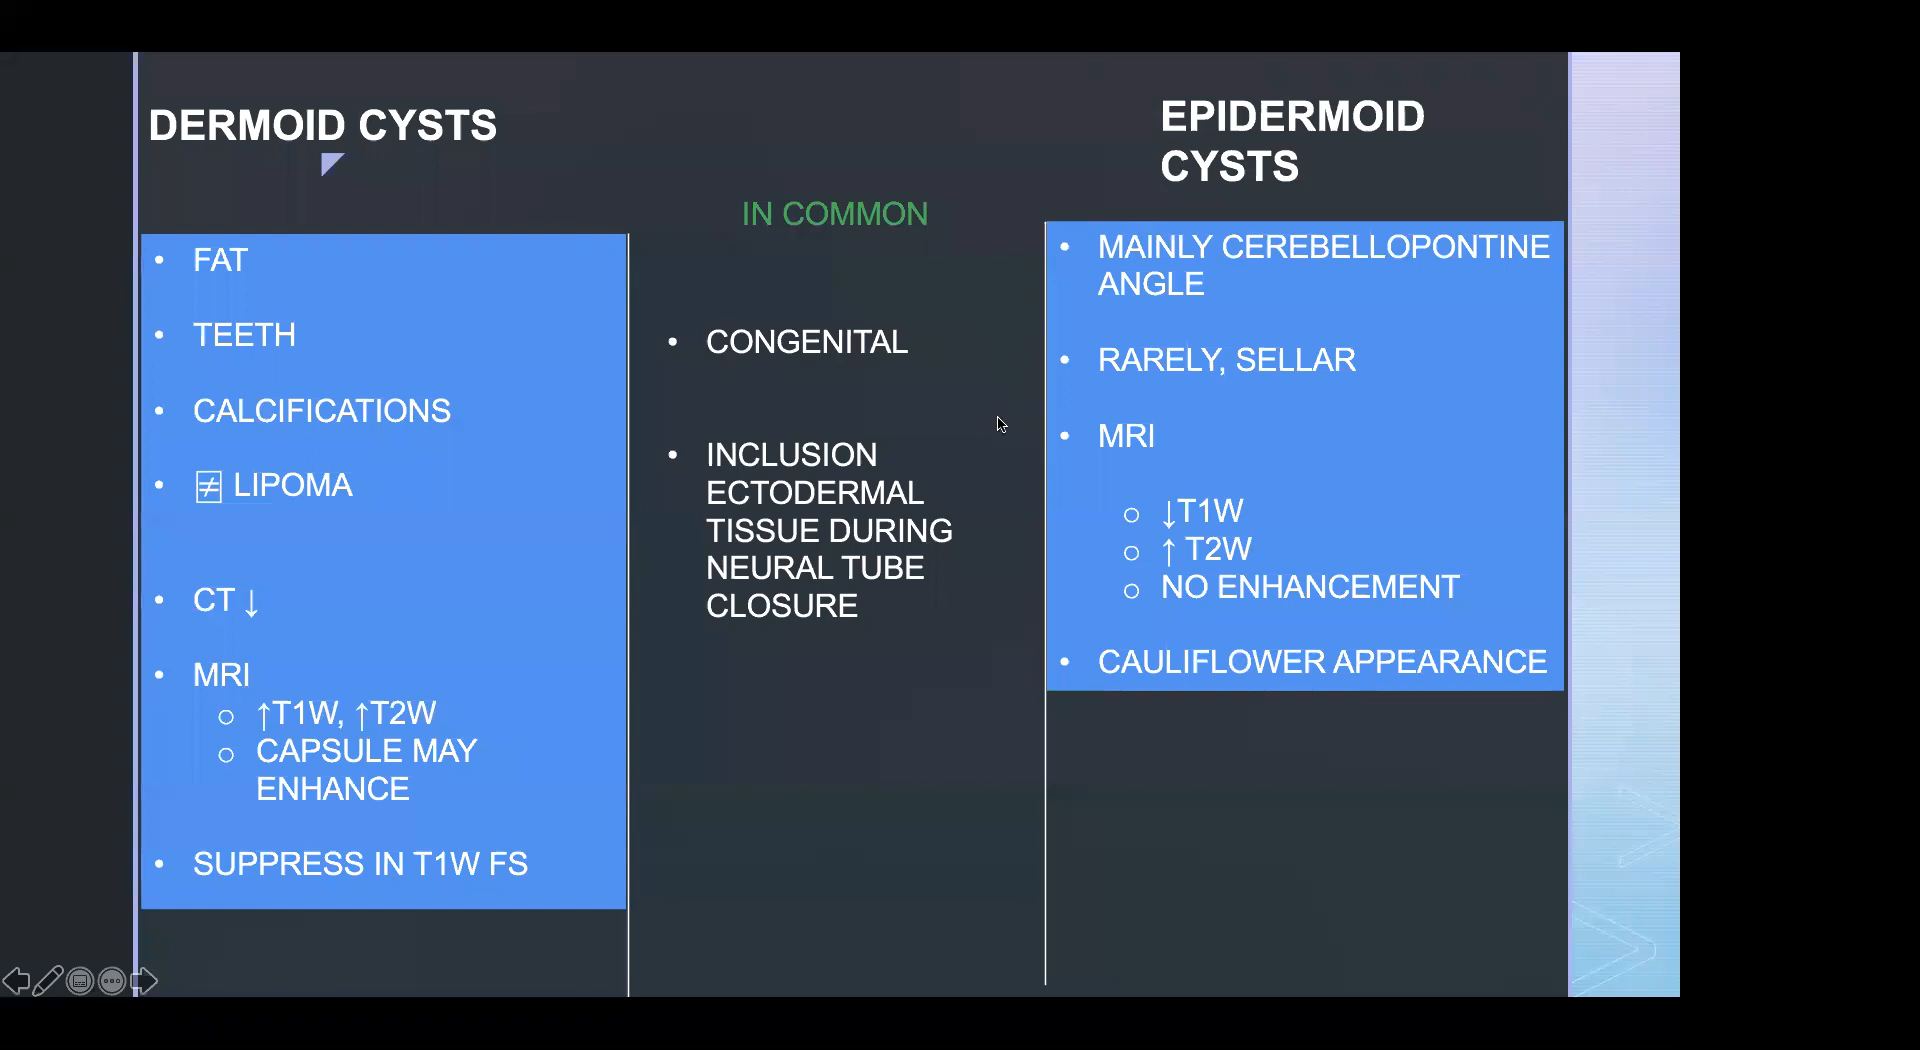 DERMOID CYSTS
• FAT
• TEETH
• CALCIFICATIONS
• ≠ LIPOMA
• CT ↓
• MRI
○ ↑T1W, ↑T2W
○ CAPSULE MAY
ENHANCE
• SUPPRESS IN T1W FS
IN COMMON
• CONGENITAL
• INCLUSION
ECTODERMAL
TISSUE DURING
NEURAL TUBE
CLOSURE
EPIDERMOID
CYSTS
• MAINLY CEREBELLOPONTINE
ANGLE
• RARELY, SELLAR
• MRI
○ ↓T1W
○ ↑ T2W
○ NO ENHANCEMENT
• CAULIFLOWER APPEARANCE